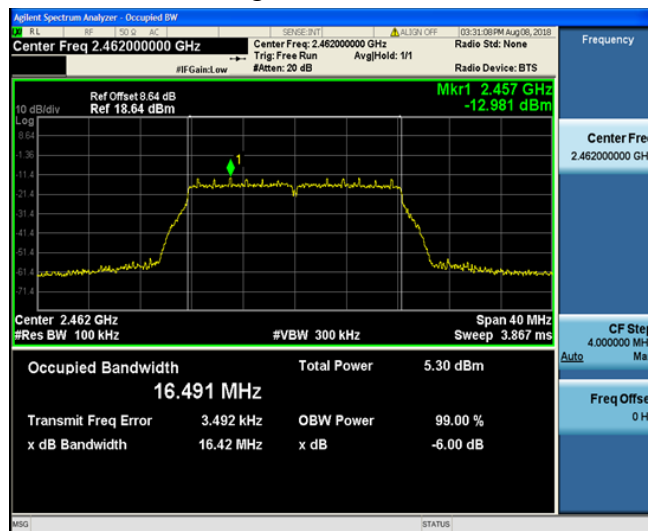 Agilent Spectrum Analyzer - Occupied BW
RL RF 50 Ω AC SENSE:INT ALIGN OFF 03:31:08 PM Aug 08, 2018
Center Freq 2.462000000 GHz
Center Freq: 2.462000000 GHz
Radio Std: None
Trig: Free Run Avg|Hold: 1/1
#IFGain:Low
#Atten: 20 dB
Radio Device: BTS
Frequency
Ref Offset 8.64 dB
Mkr1 2.457 GHz
10 dB/div Ref 18.64 dBm
-12.981 dBm
Log
8.64
1
-1.36
-11.4
-21.4
-31.4
-41.4
-51.4
-61.4
-71.4
Center Fre
2.462000000 GH
Center 2.462 GHz Span 40 MHz
#Res BW 100 kHz #VBW 300 kHz Sweep 3.867 ms
CF Step
4.000000 MH
Auto Ma
Occupied Bandwidth
Total Power 5.30 dBm
16.491 MHz
Transmit Freq Error 3.492 kHz OBW Power 99.00 %
x dB Bandwidth 16.42 MHz x dB -6.00 dB
Freq Offse
0 H
MSG STATUS